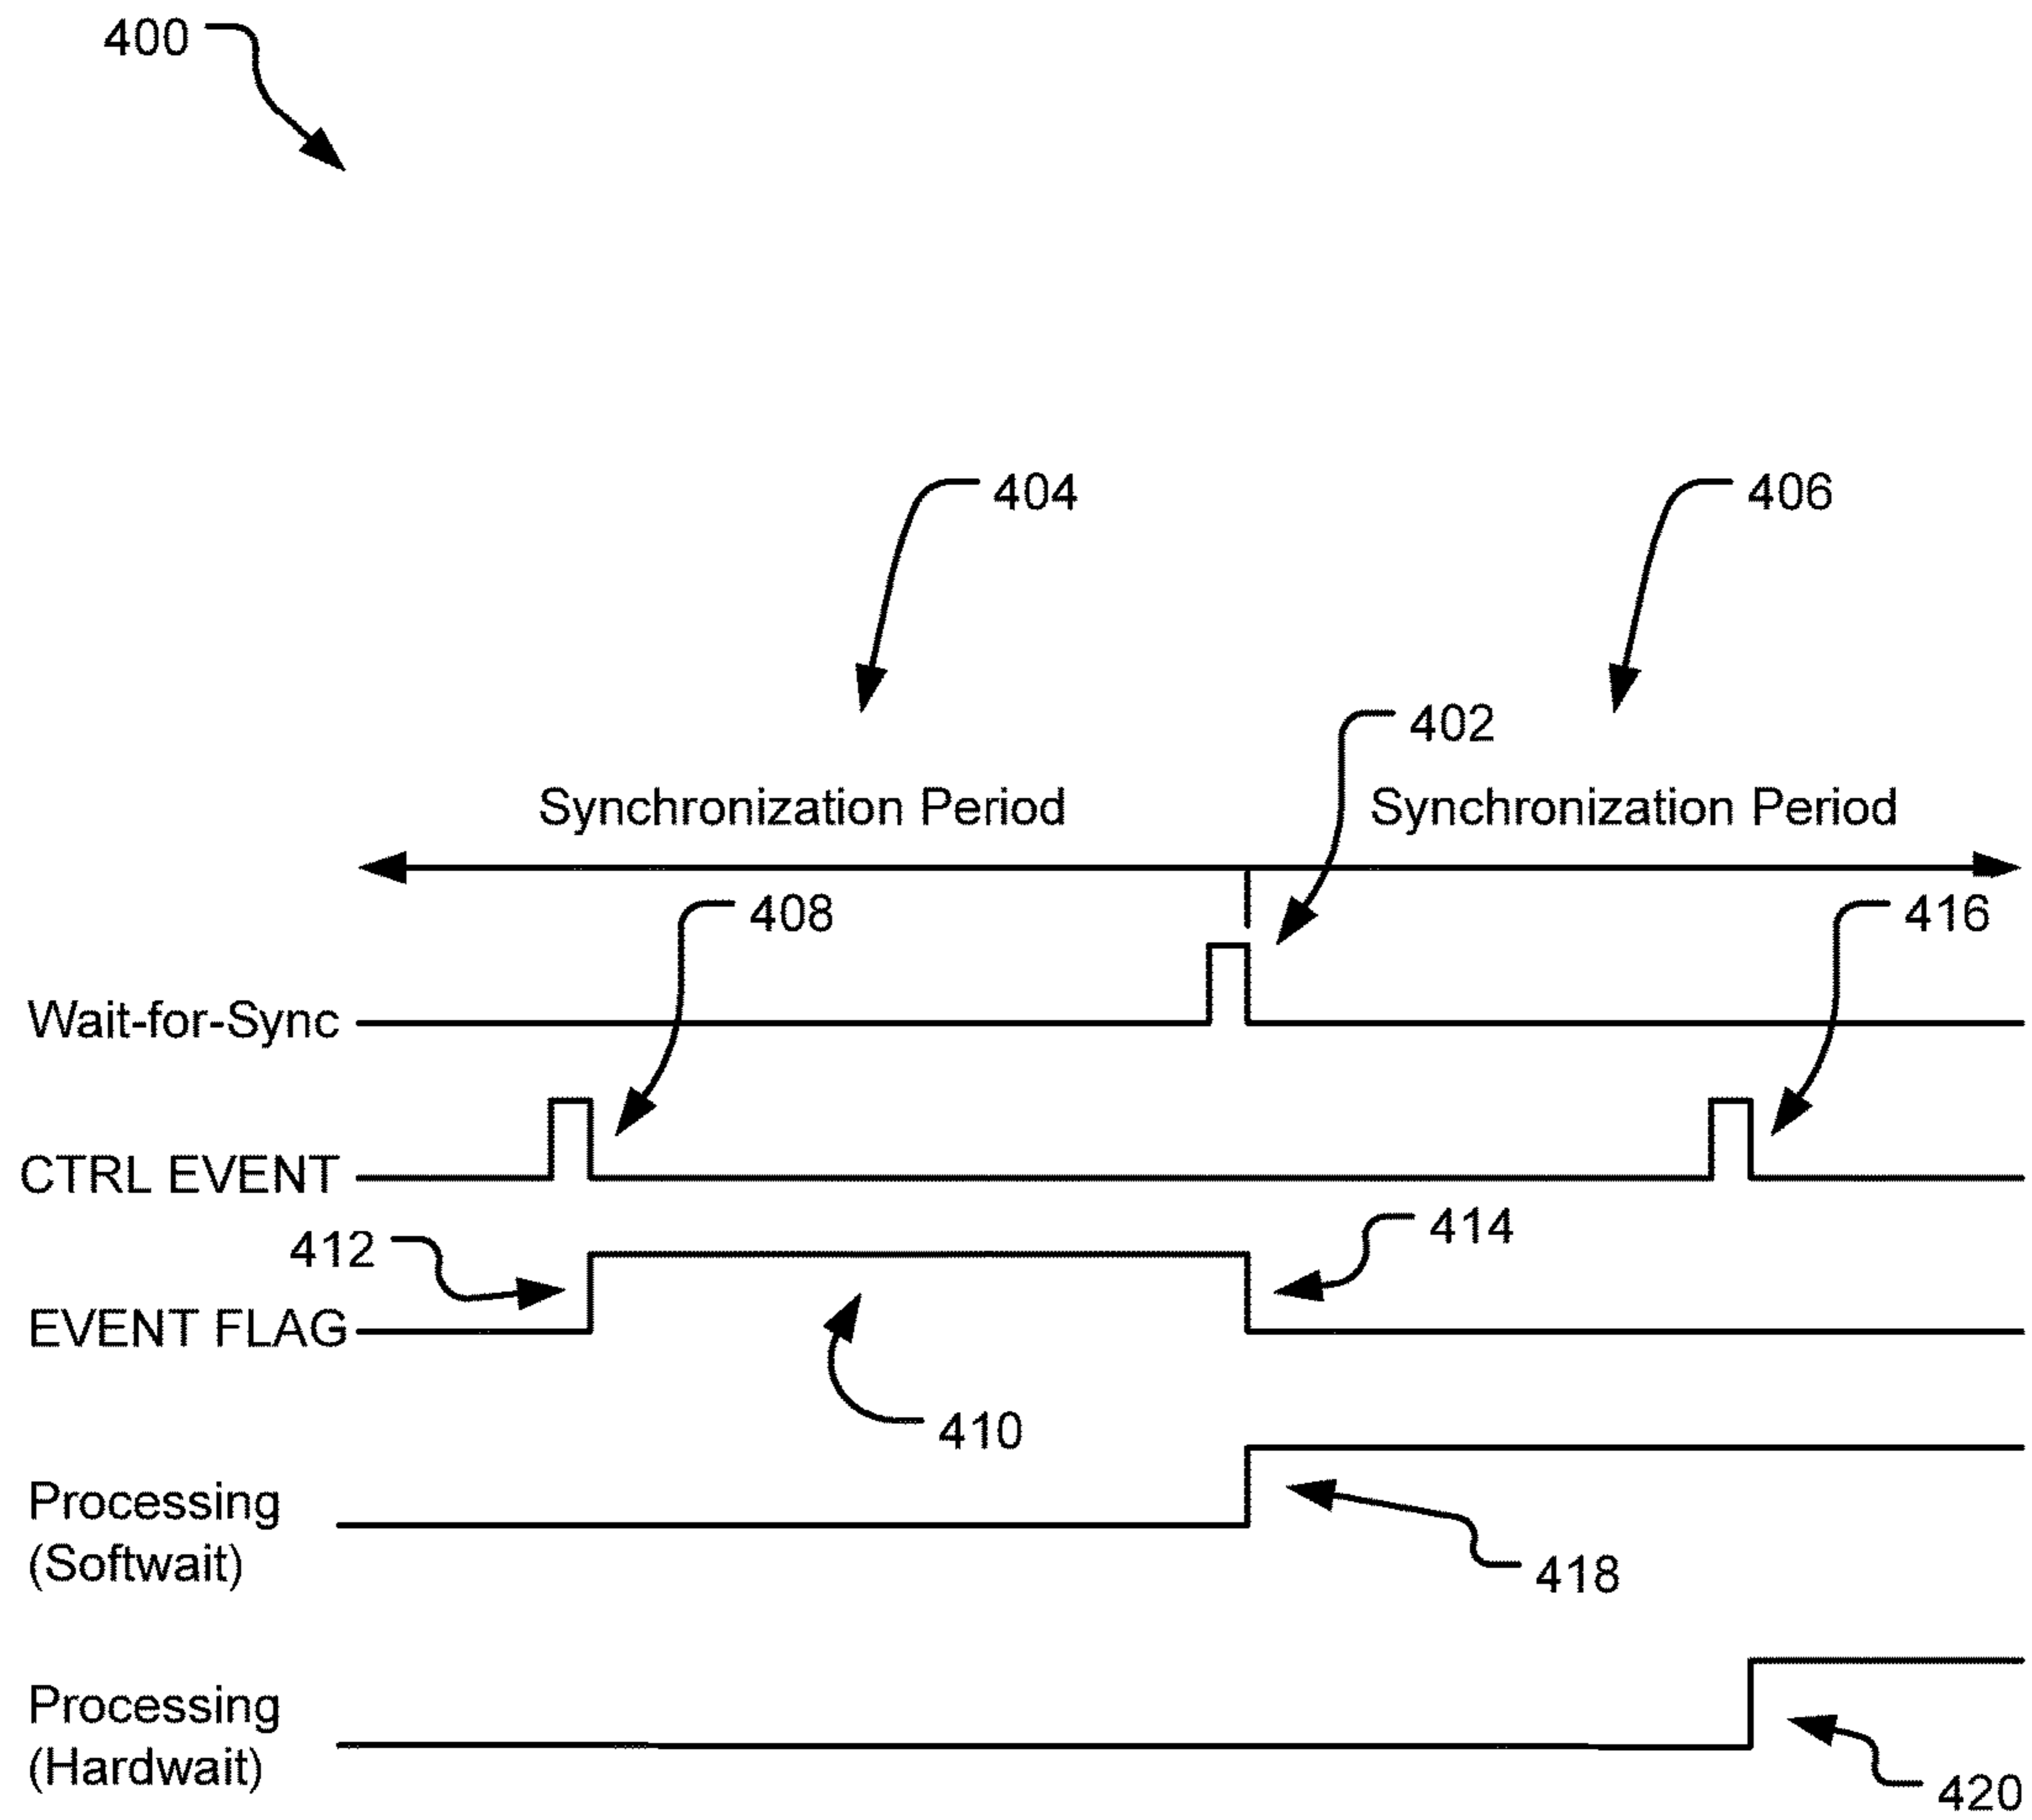 400
404
406
402
Synchronization Period
Synchronization Period
408
416
Wait-for-Sync
CTRL EVENT
412
414
EVENT FLAG
410
Processing
(Softwait)
418
Processing
(Hardwait)
420